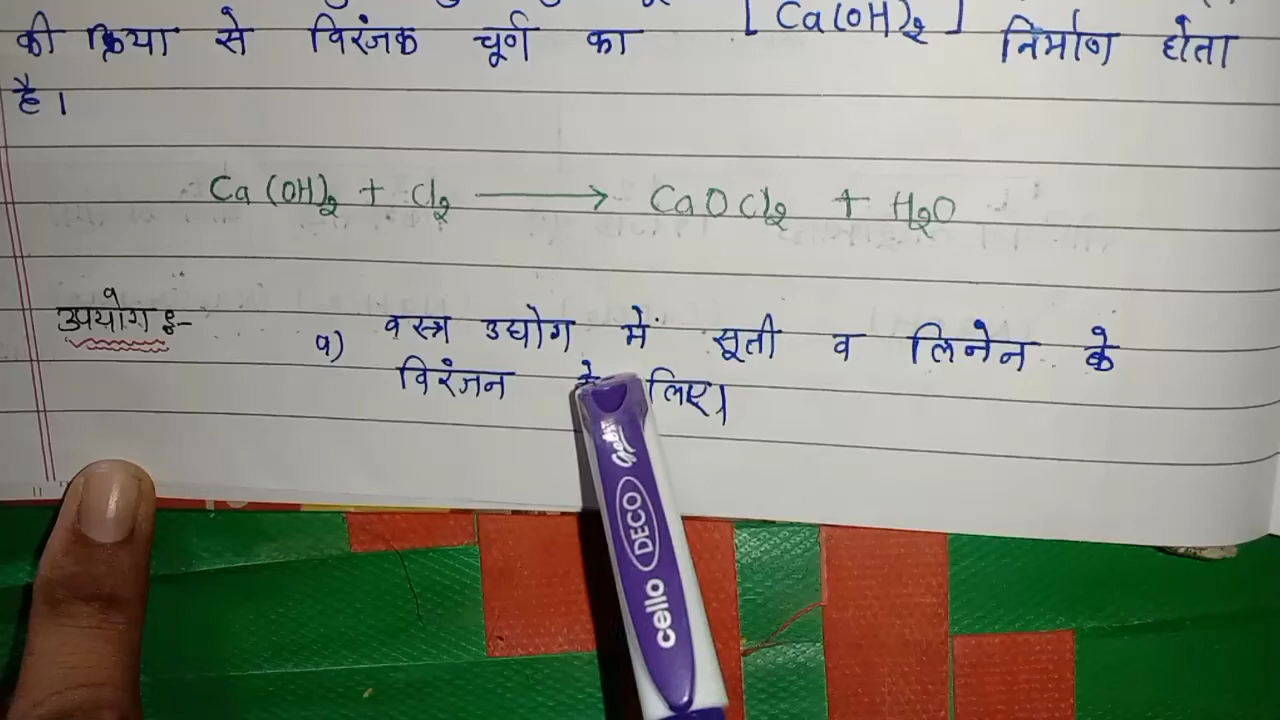 की क्रिया से विरंजक चूर्ण का [Ca(OH)₂] निर्माण होता
है।
Ca(OH)₂ + Cl₂ ⟶ CaOCl₂ + H₂O
उपयोग :-
a) वस्त्र उद्योग में सूती व लिनेन के
विरंजन के लिए।
cello DECO